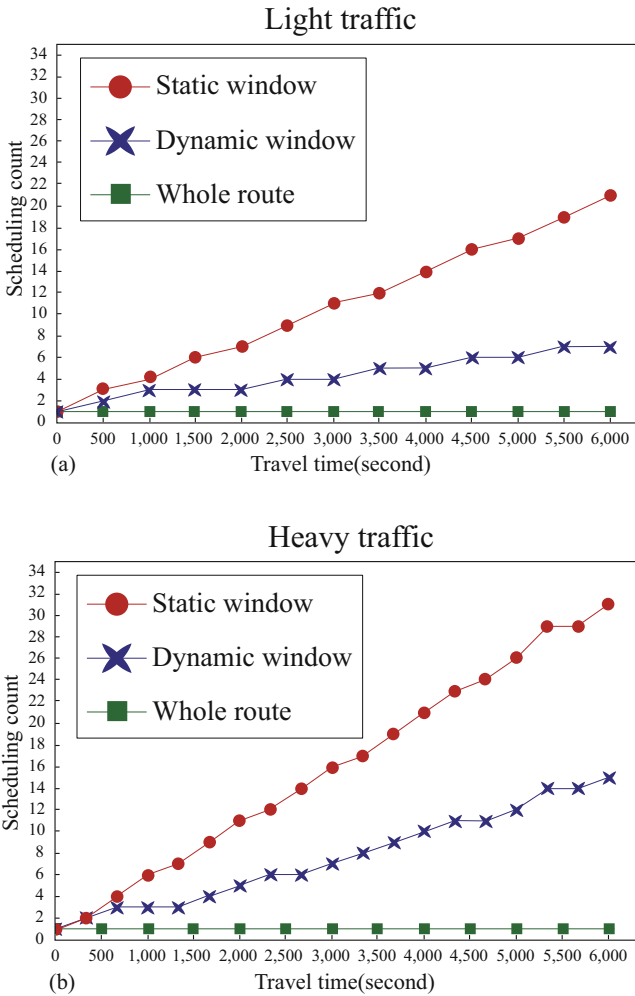 Light traffic
34
32
30
28
26
24
22
20
18
16
14
12
10
8
6
4
2
0
Scheduling count
Static window
Dynamic window
Whole route
0 500 1,000 1,500 2,000 2,500 3,000 3,500 4,000 4,500 5,000 5,500 6,000
(a) Travel time(second)
Heavy traffic
34
32
30
28
26
24
22
20
18
16
14
12
10
8
6
4
2
0
Scheduling count
Static window
Dynamic window
Whole route
0 500 1,000 1,500 2,000 2,500 3,000 3,500 4,000 4,500 5,000 5,500 6,000
(b) Travel time(second)